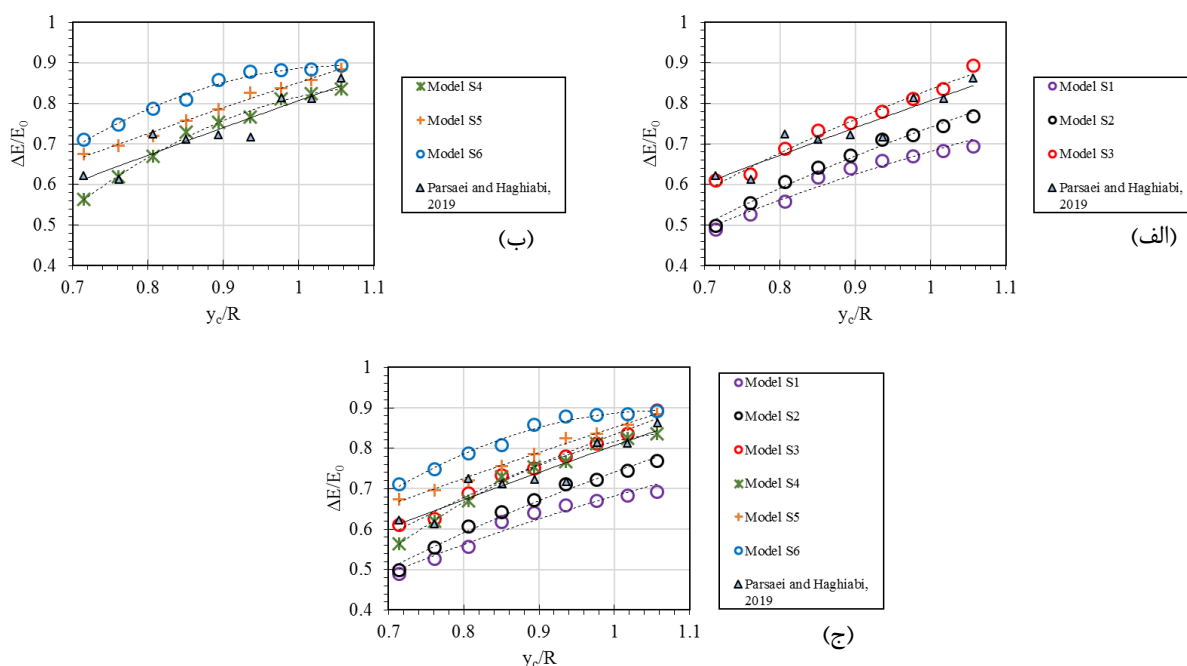 1
0.9
0.8
0.7
0.6
0.5
0.4
ΔE/E₀
0.7 0.8 0.9 1 1.1
y_c/R
Model S4
Model S5
Model S6
Parsaei and Haghiabi,
2019
(ب)
1
0.9
0.8
0.7
0.6
0.5
0.4
ΔE/E₀
0.7 0.8 0.9 1 1.1
y_c/R
Model S1
Model S2
Model S3
Parsaei and Haghiabi,
2019
(الف)
1
0.9
0.8
0.7
0.6
0.5
0.4
ΔE/E₀
0.7 0.8 0.9 1 1.1
y_c/R
Model S1
Model S2
Model S3
Model S4
Model S5
Model S6
Parsaei and Haghiabi,
2019
(ج)